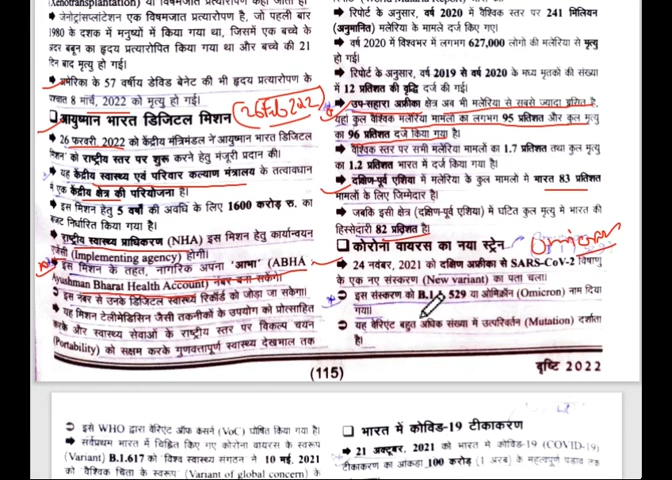 (Xenotransplantation) या विषमजात प्रत्यारोपण कहा जाता है
➡ जेनोट्रांसप्लांटेशन एक विषमजात प्रत्यारोप है, जो पहली बार
1980 के दशक में मनुष्यों में किया गया था, जिसमें एक बच्चे के
बबून का हृदय प्रत्यारोपित किया गया था और बच्चे की 21
दिन बाद मृत्यु हो गई।
➡ अमेरिका के 57 वर्षीय डेविड बेनेट की भी हृदय प्रत्यारोपण के
पश्चात 8 मार्च, 2022 को मृत्यु हो गई।
26 Feb 2022
❑ आयुष्मान भारत डिजिटल मिशन
➡ 26 फरवरी, 2022 को केंद्रीय मंत्रिमंडल ने आयुष्मान भारत डिजिटल
मिशन को राष्ट्रीय स्तर पर शुरू करने हेतु मंजूरी प्रदान की।
➡ यह केंद्रीय स्वास्थ्य एवं परिवार कल्याण मंत्रालय के तत्वावधान
में एक केंद्रीय क्षेत्र की परियोजना है।
➡ इस मिशन हेतु 5 वर्षों की अवधि के लिए 1600 करोड़ रु. का
बजट निर्धारित किया गया है।
➡ राष्ट्रीय स्वास्थ्य प्राधिकरण (NHA) इस मिशन हेतु कार्यान्वयन
एजेंसी (Implementing agency) होगी।
➡ इस मिशन के तहत, नागरिक अपना 'आभा' (ABHA
Ayushman Bharat Health Account) नंबर बना सकेंगे।
➲ इस नंबर से उनके डिजिटल स्वास्थ्य रिकॉर्ड को जोड़ा जा सकेगा।
➡ यह मिशन टेलीमेडिसिन जैसी तकनीकों के उपयोग को प्रोत्साहित
करके और स्वास्थ्य सेवाओं के राष्ट्रीय स्तर पर विकल्प चयन
(Portability) को सक्षम करके गुणवत्तापूर्ण स्वास्थ्य देखभाल तक
➡ रिपोर्ट के अनुसार, वर्ष 2020 में वैश्विक स्तर पर 241 मिलियन
(अनुमानित) मलेरिया के मामले दर्ज किए गए।
➡ वर्ष 2020 में विश्वभर में लगभग 627,000 लोगों की मलेरिया से मृत्यु
हो गई।
➡ रिपोर्ट के अनुसार, वर्ष 2019 से वर्ष 2020 के मध्य मृतकों की संख्या
में 12 प्रतिशत की वृद्धि दर्ज की गई।
➡ उप-सहारा अफ्रीका क्षेत्र अब भी मलेरिया से सबसे ज्यादा ग्रसित है,
यहां कुल वैश्विक मलेरिया मामलों का लगभग 95 प्रतिशत और कुल मृत्यु
का 96 प्रतिशत दर्ज किया गया है।
➡ वैश्विक स्तर पर सभी मलेरिया मामलों का 1.7 प्रतिशत तथा कुल मृत्यु
का 1.2 प्रतिशत भारत में दर्ज किया गया है।
➡ दक्षिण-पूर्व एशिया में मलेरिया के कुल मामलों में भारत 83 प्रतिशत
मामलों के लिए जिम्मेदार है।
➡ जबकि इसी क्षेत्र (दक्षिण-पूर्व एशिया) में घटित कुल मृत्यु में भारत की
हिस्सेदारी 82 प्रतिशत है।
❑ कोरोना वायरस का नया स्ट्रेन
Omicron
➡ 24 नवंबर, 2021 को दक्षिण अफ्रीका से SARS-CoV-2 विषाणु
के एक नए संस्करण (New variant) का पता चला।
➲ इस संस्करण को B.1.1.529 या ओमिक्रॉन (Omicron) नाम दिया
गया।
➲ यह वेरिएंट बहुत अधिक संख्या में उत्परिवर्तन (Mutation) दर्शाता
है।
(115)
दृष्टि 2022
➲ इसे WHO द्वारा वेरिएंट ऑफ कंसर्न (VoC) घोषित किया गया है।
➡ सर्वप्रथम भारत में चिह्नित किए गए कोरोना वायरस के स्वरूप
(Variant) B.1.617 को 'विश्व स्वास्थ्य संगठन ने 10 मई, 2021
को 'वैश्विक चिंता के स्वरूप' (Variant of global concern) के
❑ भारत में कोविड-19 टीकाकरण
➡ 21 अक्टूबर, 2021 को भारत में कोविड-19 (COVID-19)
टीकाकरण का आंकड़ा 100 करोड़ (1 अरब) के महत्वपूर्ण पड़ाव तक